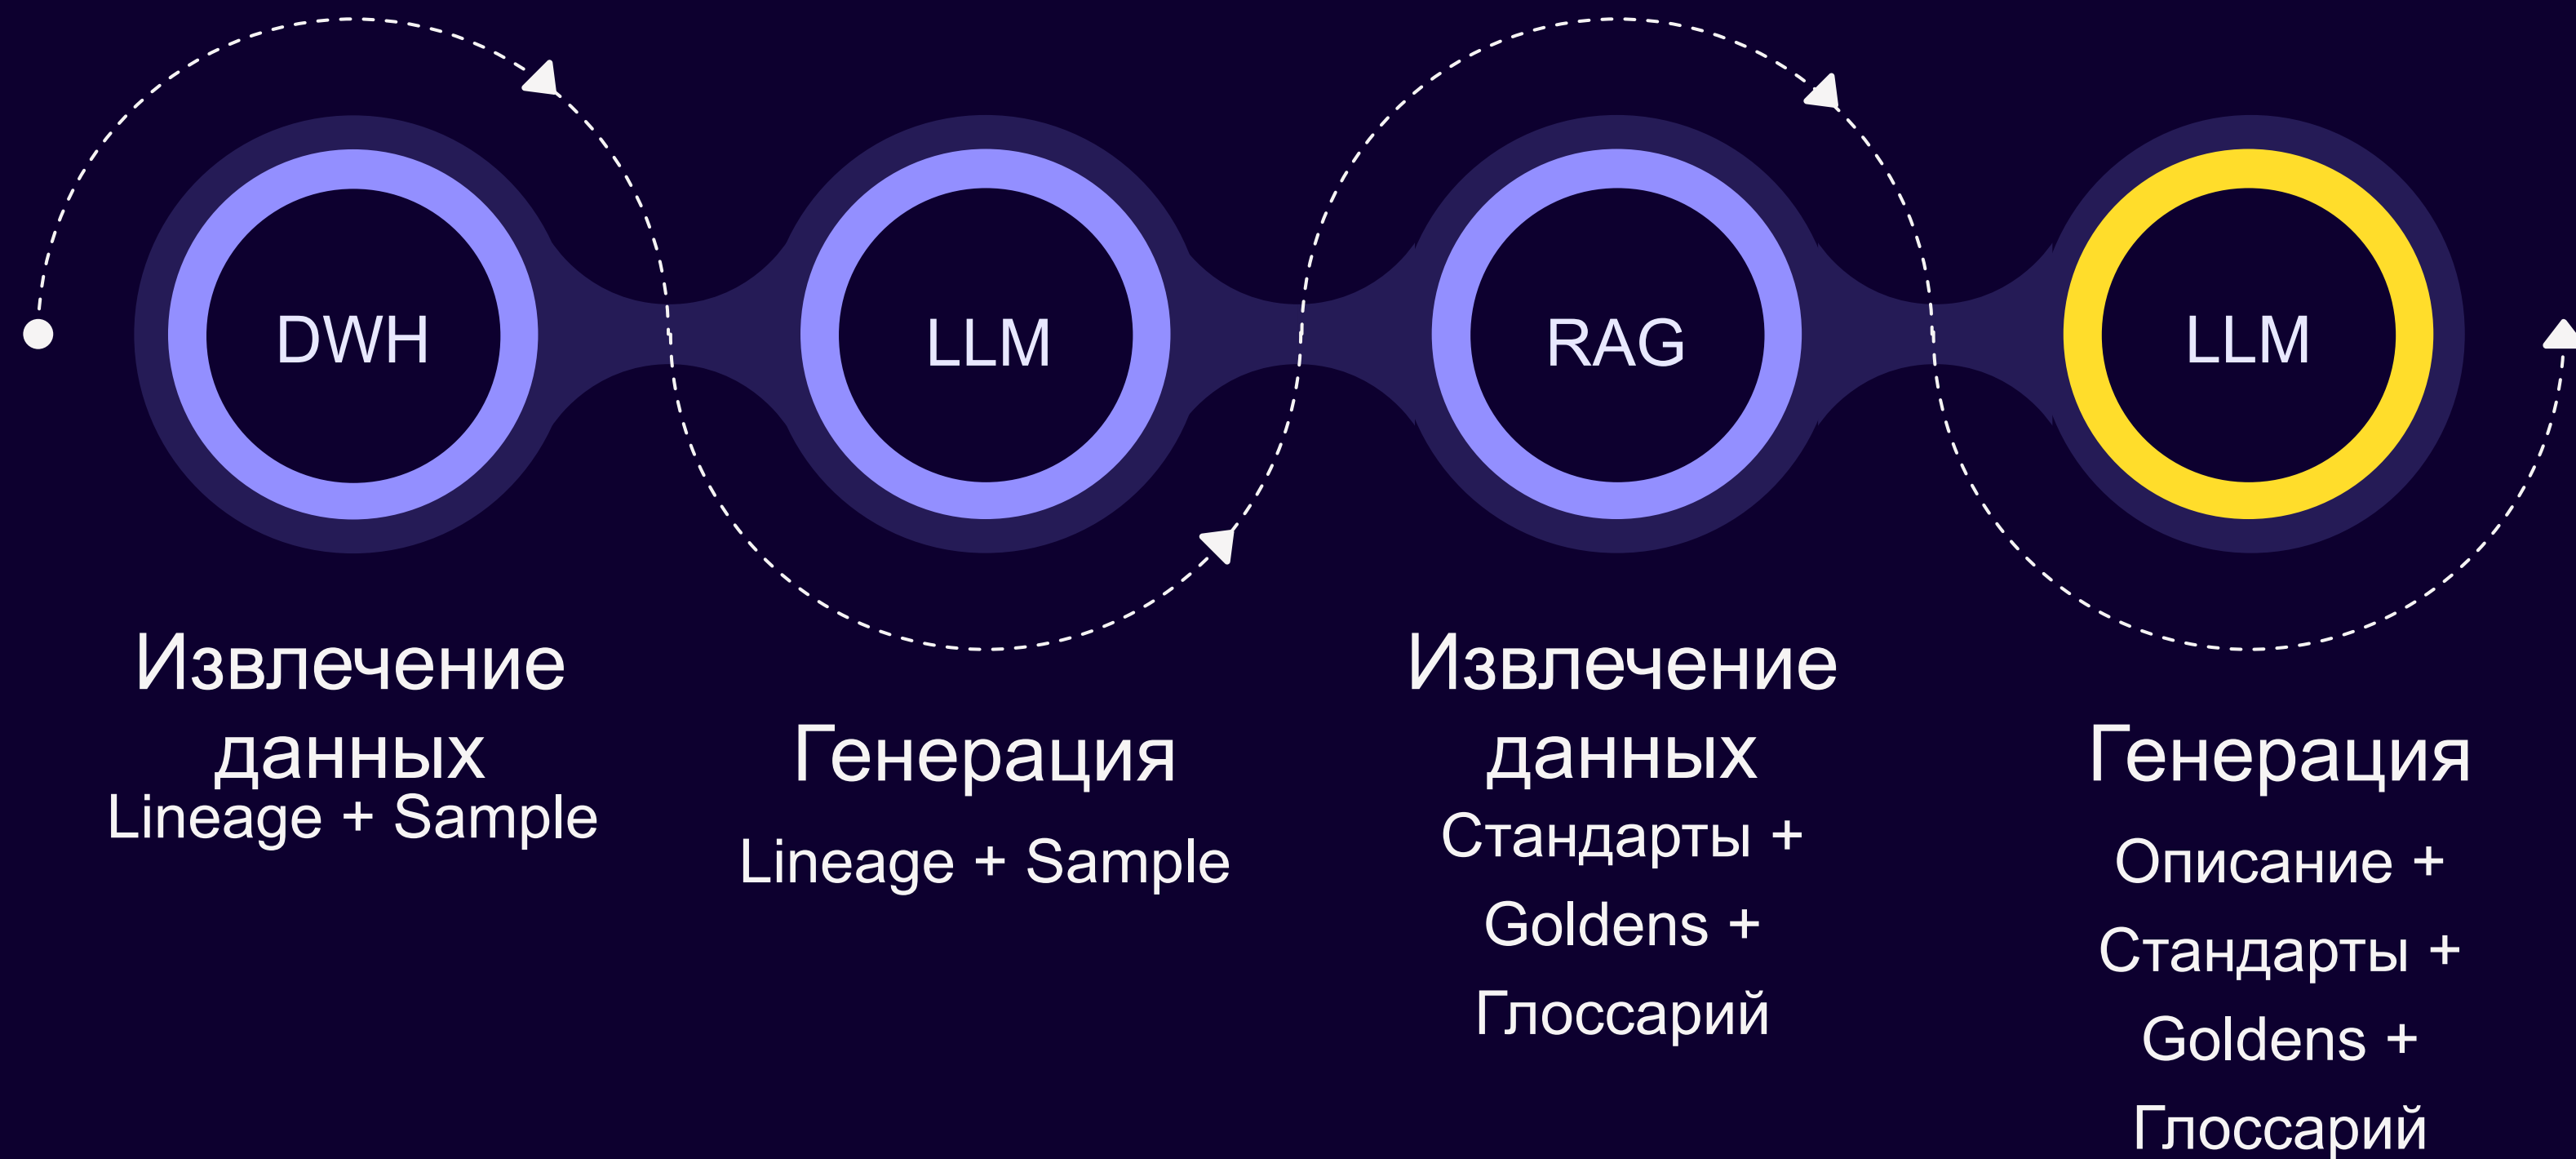 DWH
LLM
RAG
LLM
Извлечение
данных
Lineage + Sample
Генерация
Lineage + Sample
Извлечение
данных
Стандарты +
Goldens +
Глоссарий
Генерация
Описание +
Стандарты +
Goldens +
Глоссарий